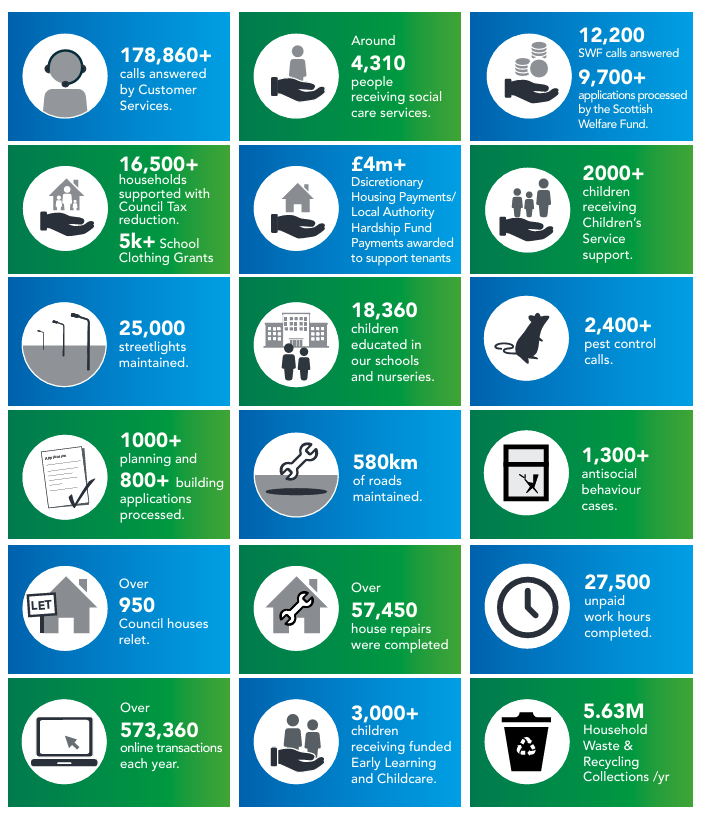 178,860+
calls answered
by Customer
Services.
Around
4,310
people
receiving social
care services.
12,200
SWF calls answered
9,700+
applications processed
by the Scottish
Welfare Fund.
16,500+
households
supported with
Council Tax
reduction.
5k+ School
Clothing Grants
£4m+
Dsicretionary
Housing Payments/
Local Authority
Hardship Fund
Payments awarded
to support tenants
2000+
children
receiving
Children's
Service
support.
25,000
streetlights
maintained.
18,360
children
educated in
our schools
and nurseries.
2,400+
pest control
calls.
1000+
planning and
800+ building
applications
processed.
580km
of roads
maintained.
1,300+
antisocial
behaviour
cases.
LET
Over
950
Council houses
relet.
Over
57,450
house repairs
were completed
27,500
unpaid
work hours
completed.
Over
573,360
online transactions
each year.
3,000+
children
receiving funded
Early Learning
and Childcare.
5.63M
Household
Waste &
Recycling
Collections /yr